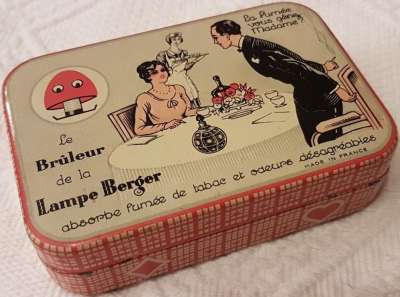 La Fumée
vous gêne,
Madame!
Le
Brûleur
de la
Lampe Berger
absorbe fumée de tabac et odeurs désagréables
MADE IN FRANCE